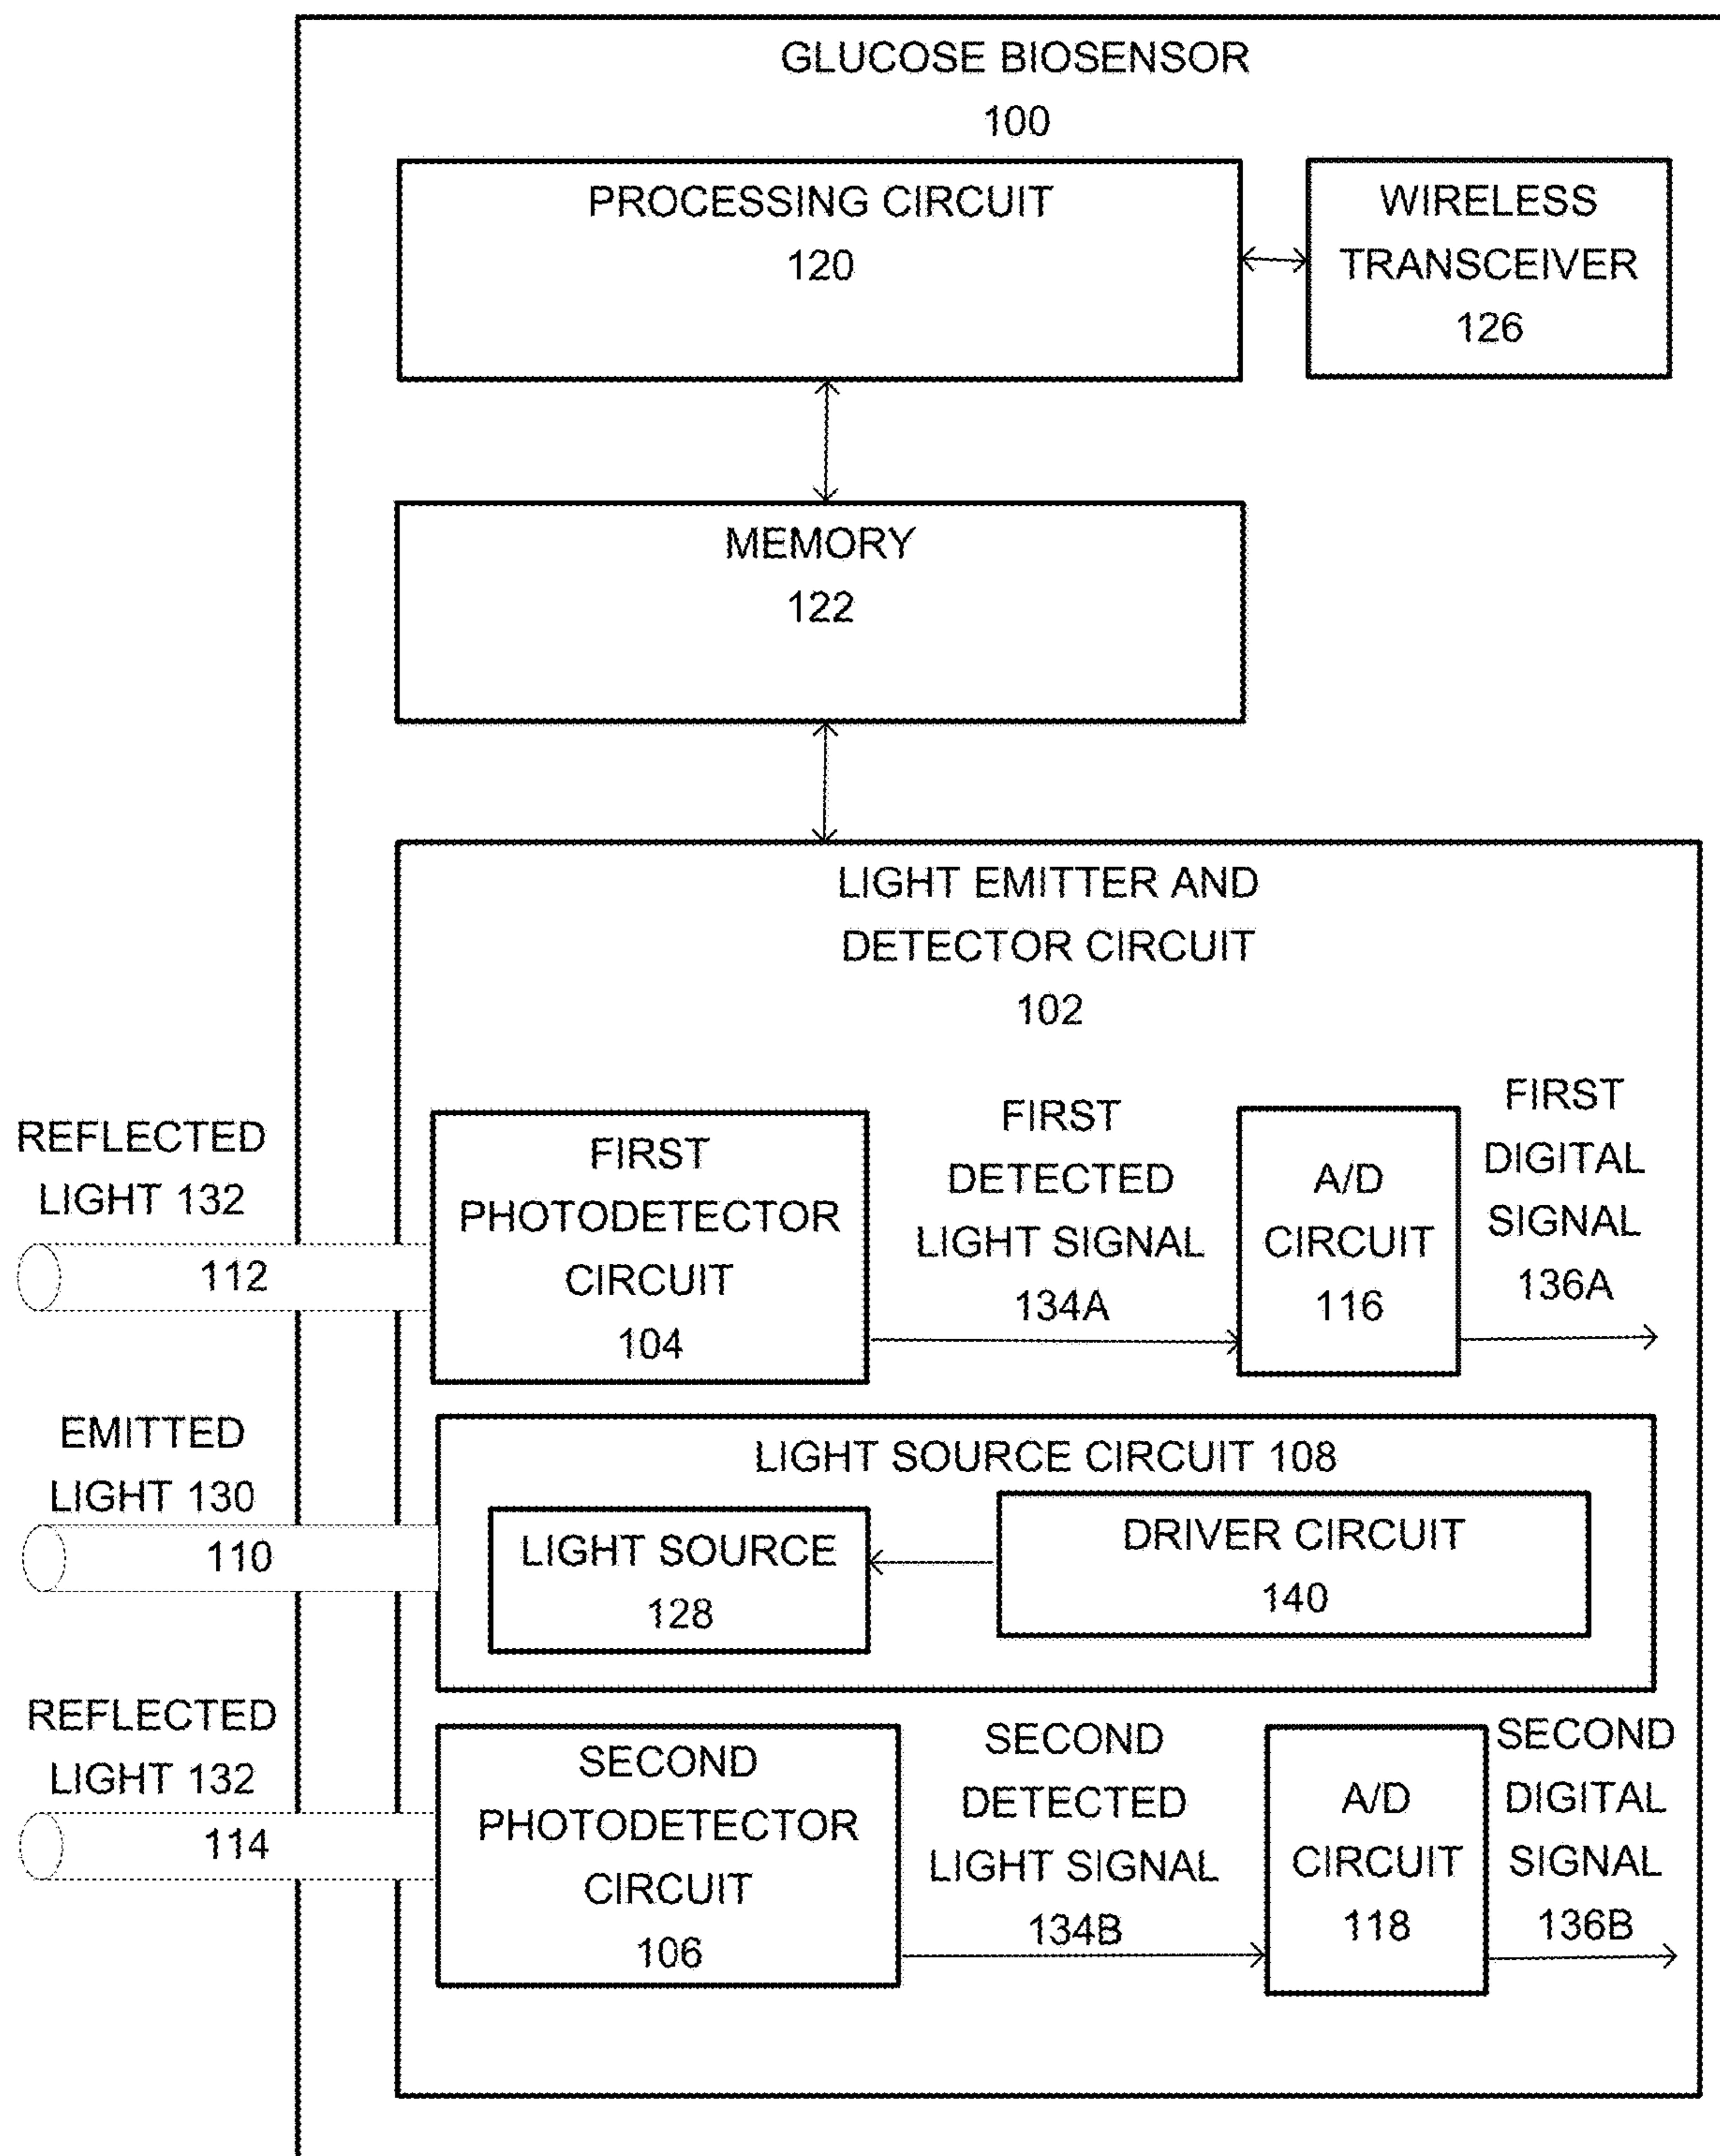 GLUCOSE BIOSENSOR
100
PROCESSING CIRCUIT
120
WIRELESS
TRANSCEIVER
126
MEMORY
122
LIGHT EMITTER AND
DETECTOR CIRCUIT
102
REFLECTED
LIGHT 132
112
FIRST
PHOTODETECTOR
CIRCUIT
104
FIRST
DETECTED
LIGHT SIGNAL
134A
A/D
CIRCUIT
116
FIRST
DIGITAL
SIGNAL
136A
EMITTED
LIGHT 130
110
LIGHT SOURCE CIRCUIT 108
LIGHT SOURCE
128
DRIVER CIRCUIT
140
REFLECTED
LIGHT 132
114
SECOND
PHOTODETECTOR
CIRCUIT
106
SECOND
DETECTED
LIGHT SIGNAL
134B
A/D
CIRCUIT
118
SECOND
DIGITAL
SIGNAL
136B